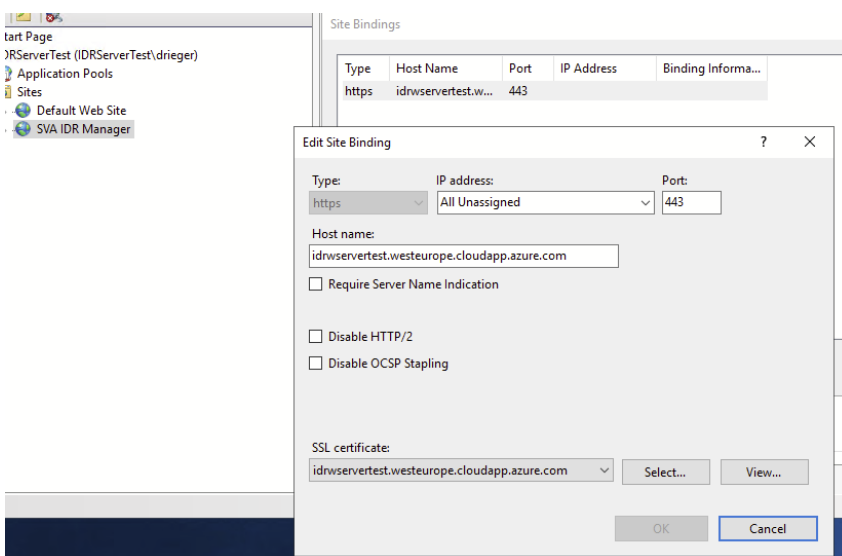 tart Page
Site Bindings
DRServerTest (IDRServerTest\drieger)
Application Pools
Sites
Default Web Site
SVA IDR Manager
Type Host Name Port IP Address Binding Informa...
https idrwservertest.w... 443
Edit Site Binding ? X
Type: IP address: Port:
https All Unassigned 443
Host name:
idrwservertest.westeurope.cloudapp.azure.com
Require Server Name Indication
Disable HTTP/2
Disable OCSP Stapling
SSL certificate:
idrwservertest.westeurope.cloudapp.azure.com Select... View...
OK Cancel